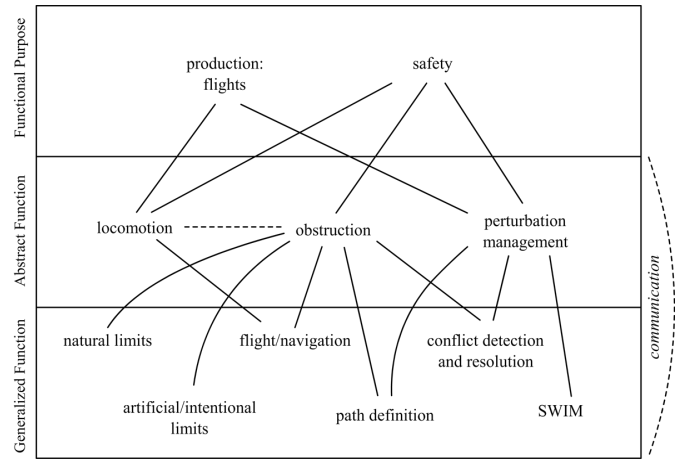 Functional Purpose
production:
flights
safety
Abstract Function
locomotion
obstruction
perturbation
management
communication
Generalized Function
natural limits
flight/navigation
conflict detection
and resolution
artificial/intentional
limits
path definition
SWIM